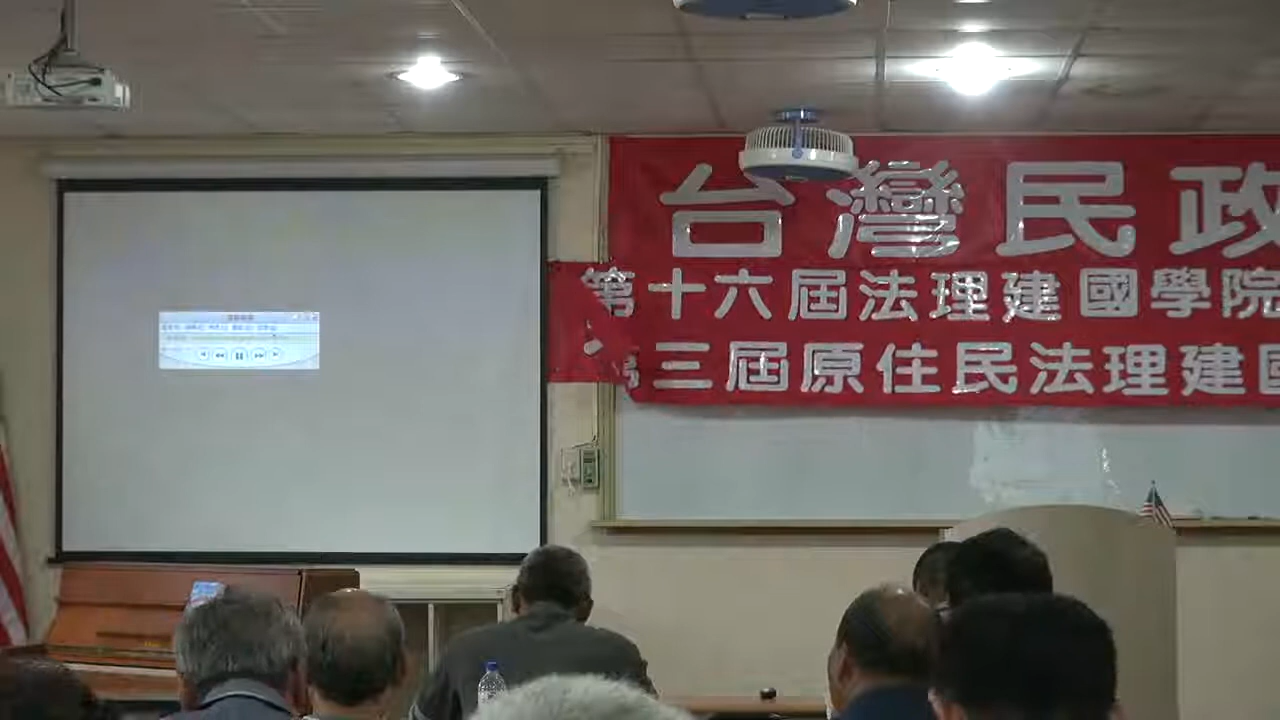 台灣民政
第十六屆法理建國學院
第三屆原住民法理建國